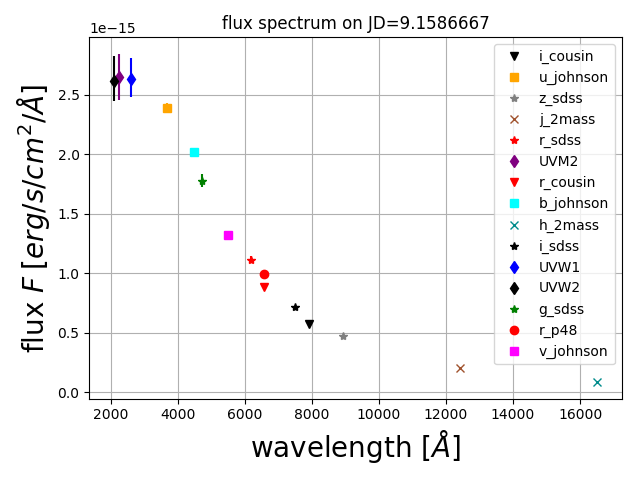 flux spectrum on JD=9.1586667
1e−15
flux F [erg/s/cm²/Å]
2.5
2.0
1.5
1.0
0.5
0.0
i_cousin
u_johnson
z_sdss
j_2mass
r_sdss
UVM2
r_cousin
b_johnson
h_2mass
i_sdss
UVW1
UVW2
g_sdss
r_p48
v_johnson
2000 4000 6000 8000 10000 12000 14000 16000
wavelength [Å]